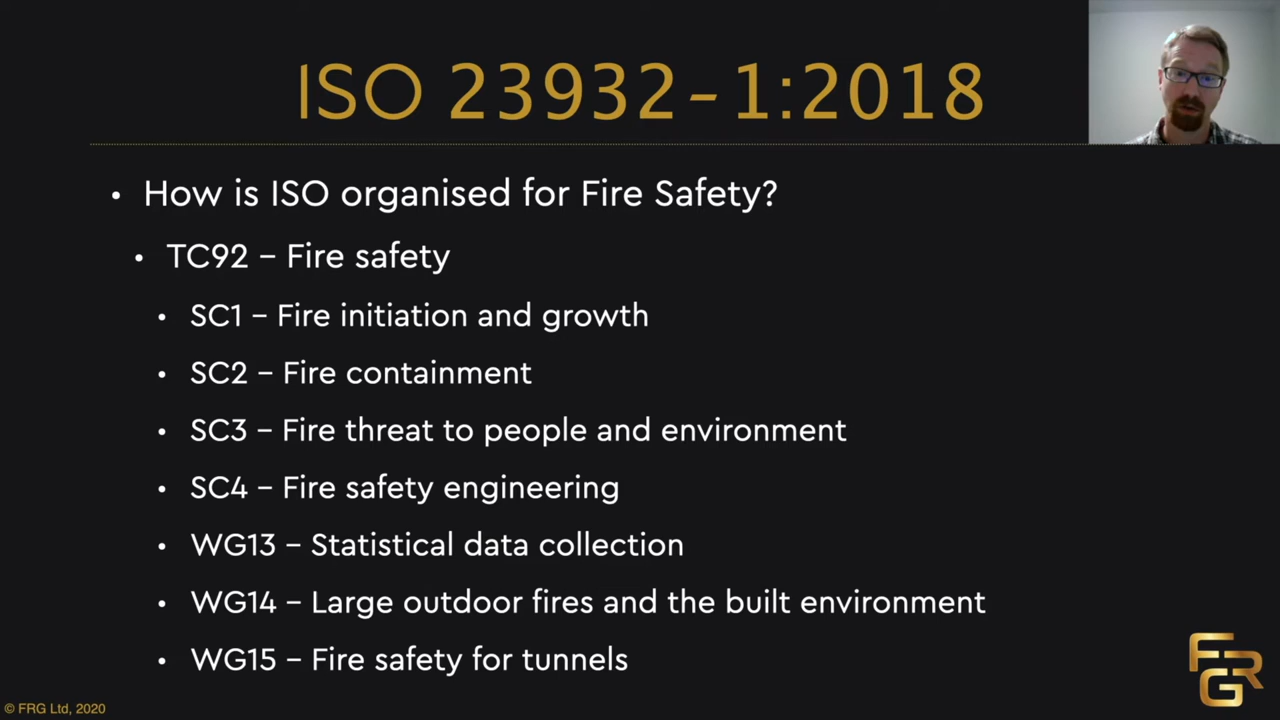 ISO 23932-1:2018
• How is ISO organised for Fire Safety?
• TC92 – Fire safety
• SC1 – Fire initiation and growth
• SC2 – Fire containment
• SC3 – Fire threat to people and environment
• SC4 – Fire safety engineering
• WG13 – Statistical data collection
• WG14 – Large outdoor fires and the built environment
• WG15 – Fire safety for tunnels
FRG
© FRG Ltd, 2020